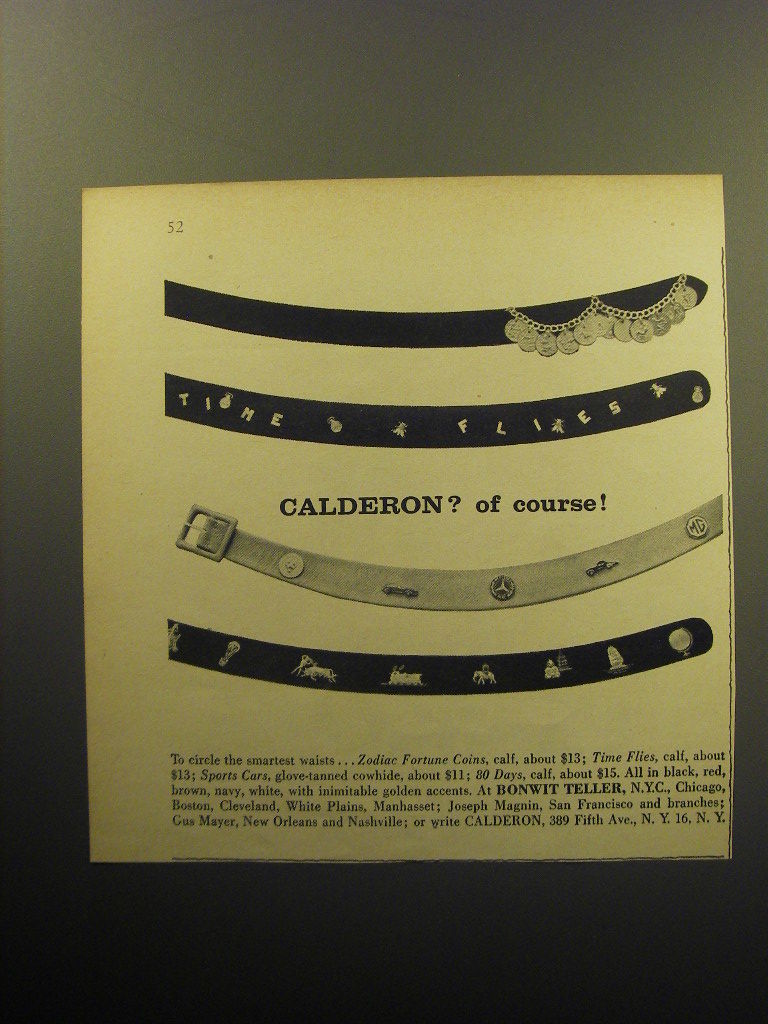 52
TIME FLIES
CALDERON? of course!
MG
To circle the smartest waists . . . Zodiac Fortune Coins, calf, about $13; Time Flies, calf, about
$13; Sports Cars, glove-tanned cowhide, about $11; 80 Days, calf, about $15. All in black, red,
brown, navy, white, with inimitable golden accents. At BONWIT TELLER, N.Y.C., Chicago,
Boston, Cleveland, White Plains, Manhasset; Joseph Magnin, San Francisco and branches;
Gus Mayer, New Orleans and Nashville; or write CALDERON, 389 Fifth Ave., N. Y. 16, N. Y.